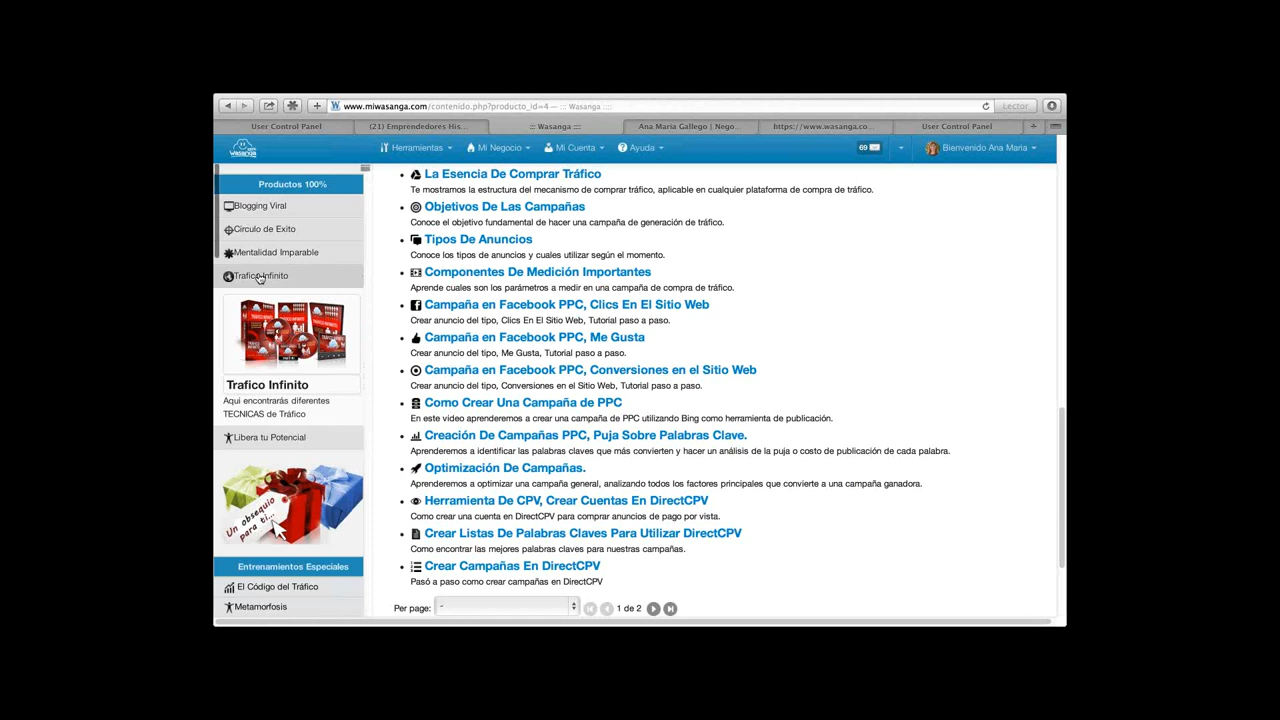 www.miwasanga.com/contenido.php?producto_id=4 — ::: Wasanga ::::
Lector
User Control Panel
(21) Emprendedores His...
::: Wasanga ::::
Ana Maria Gallego | Nego...
https://www.wasanga.co...
User Control Panel
wasanga
Herramientas
Mi Negocio
Mi Cuenta
Ayuda
69
Bienvenido Ana Maria
Productos 100%
Blogging Viral
Circulo de Exito
Mentalidad Imparable
Trafico Infinito
Trafico Infinito
Aqui encontrarás diferentes
TECNICAS de Tráfico
Libera tu Potencial
Un obsequio
para ti...
Entrenamientos Especiales
El Código del Tráfico
Metamorfosis
La Esencia De Comprar Tráfico
Te mostramos la estructura del mecanismo de comprar tráfico, aplicable en cualquier plataforma de compra de tráfico.
Objetivos De Las Campañas
Conoce el objetivo fundamental de hacer una campaña de generación de tráfico.
Tipos De Anuncios
Conoce los tipos de anuncios y cuales utilizar según el momento.
Componentes De Medición Importantes
Aprende cuales son los parámetros a medir en una campaña de compra de tráfico.
Campaña en Facebook PPC, Clics En El Sitio Web
Crear anuncio del tipo, Clics En El Sitio Web, Tutorial paso a paso.
Campaña en Facebook PPC, Me Gusta
Crear anuncio del tipo, Me Gusta, Tutorial paso a paso.
Campaña en Facebook PPC, Conversiones en el Sitio Web
Crear anuncio del tipo, Conversiones en el Sitio Web, Tutorial paso a paso.
Como Crear Una Campaña de PPC
En este video aprenderemos a crear una campaña de PPC utilizando Bing como herramienta de publicación.
Creación De Campañas PPC, Puja Sobre Palabras Clave.
Aprenderemos a identificar las palabras claves que más convierten y hacer un análisis de la puja o costo de publicación de cada palabra.
Optimización De Campañas.
Aprenderemos a optimizar una campaña general, analizando todos los factores principales que convierte a una campaña ganadora.
Herramienta De CPV, Crear Cuentas En DirectCPV
Como crear una cuenta en DirectCPV para comprar anuncios de pago por vista.
Crear Listas De Palabras Claves Para Utilizar DirectCPV
Como encontrar las mejores palabras claves para nuestras campañas.
Crear Campañas En DirectCPV
Pasó a paso como crear campañas en DirectCPV
Per page: - 1 de 2